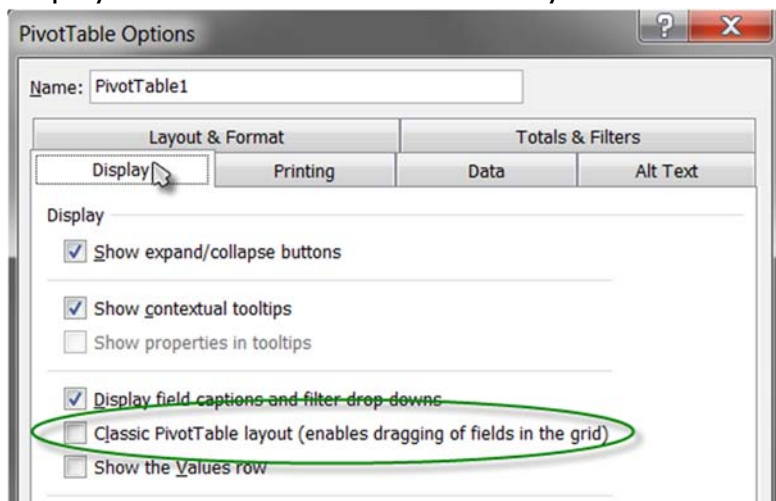 PivotTable Options
Name: PivotTable1
Layout & Format Totals & Filters
Display Printing Data Alt Text
Display
Show expand/collapse buttons
Show contextual tooltips
Show properties in tooltips
Display field captions and filter drop downs
Classic PivotTable layout (enables dragging of fields in the grid)
Show the Values row